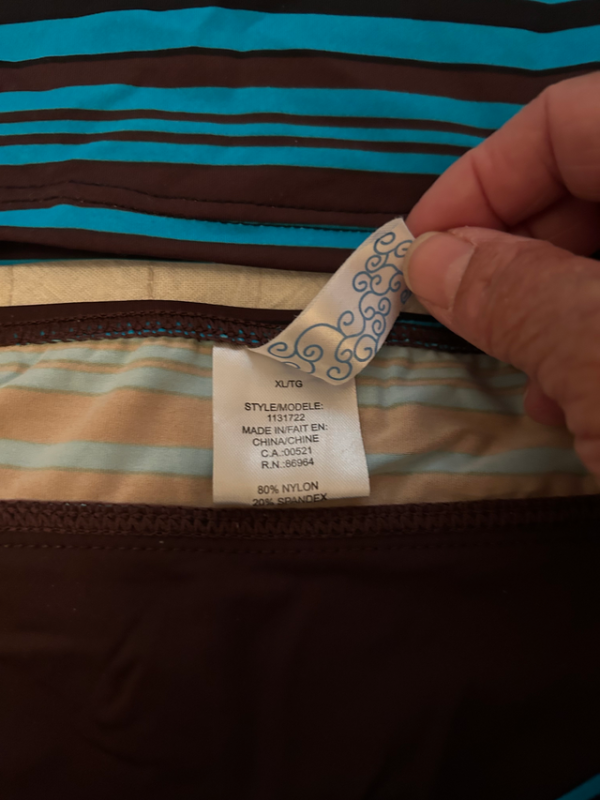 XL/TG
STYLE/MODELE:
1131722
MADE IN/FAIT EN:
CHINA/CHINE
C.A.:00521
R.N.:86964
80% NYLON
20% SPANDEX